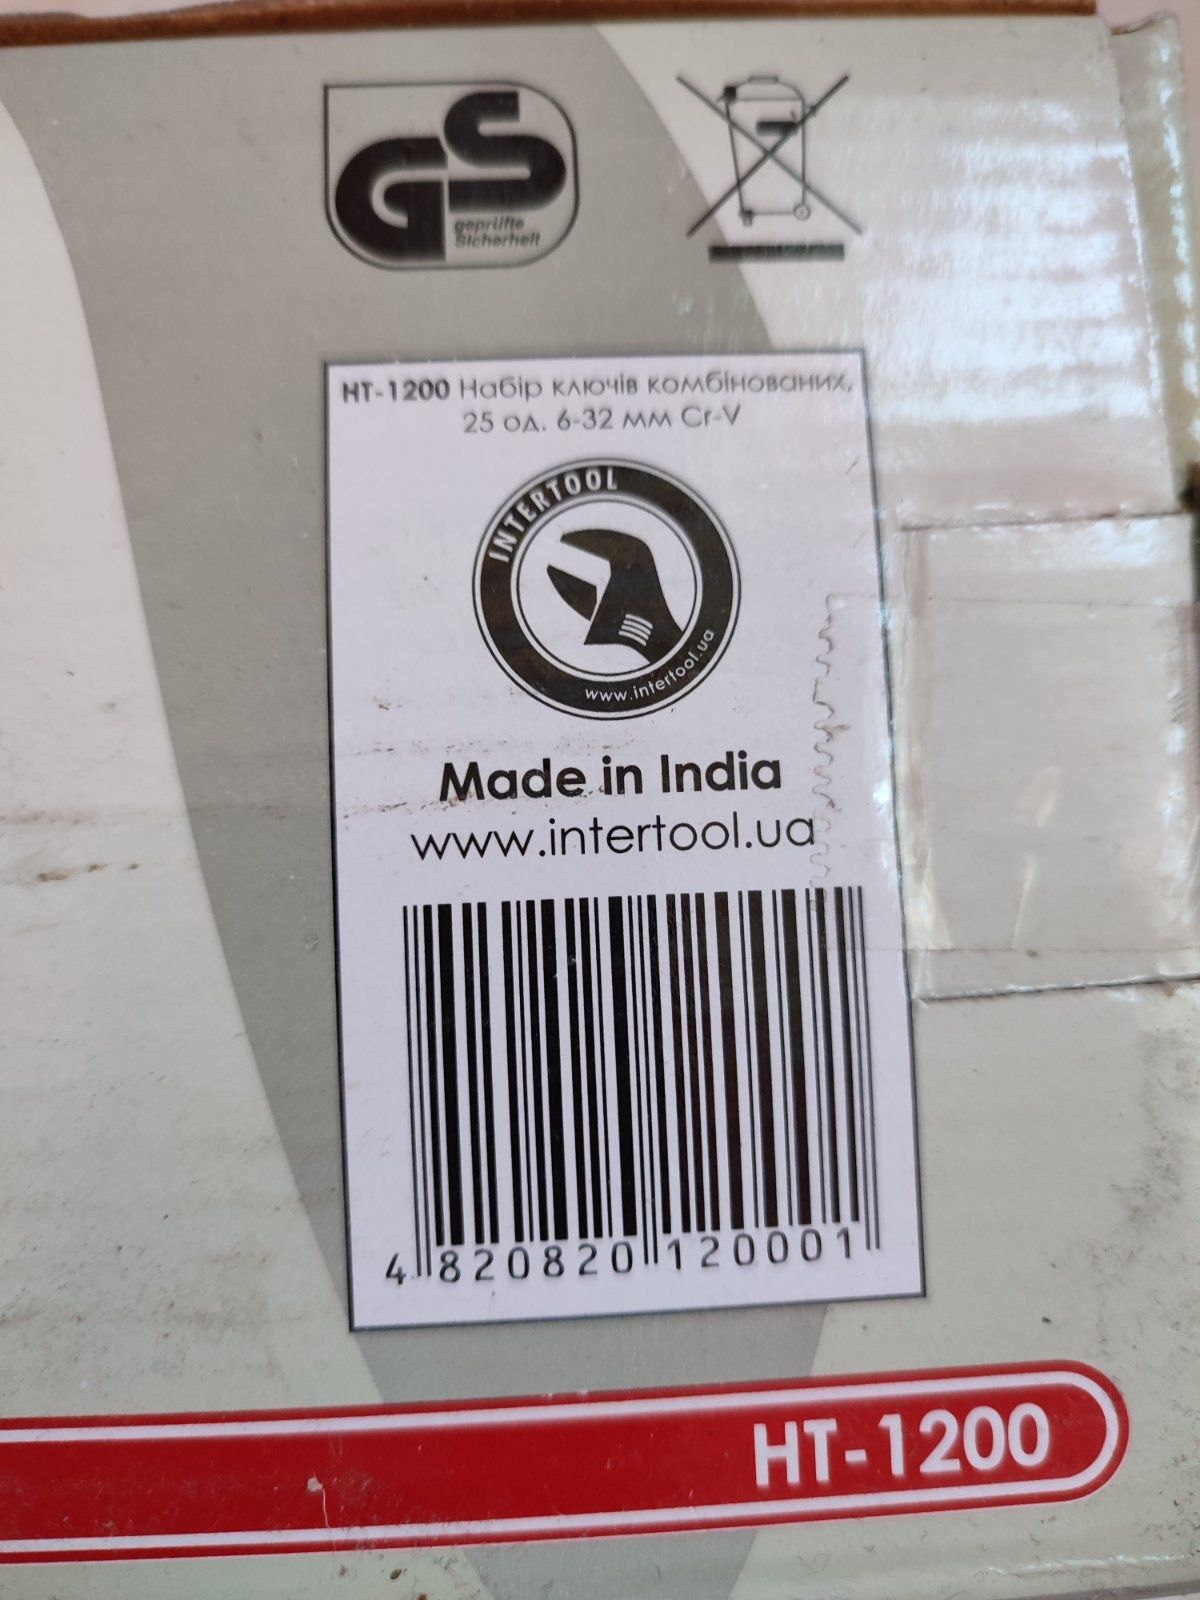 GS
geprüfte
Sicherheit
HT-1200 Набір ключів комбінованих,
25 од. 6-32 мм Cr-V
INTERTOOL
www.intertool.ua
Made in India
www.intertool.ua
4 820820 120001
HT-1200